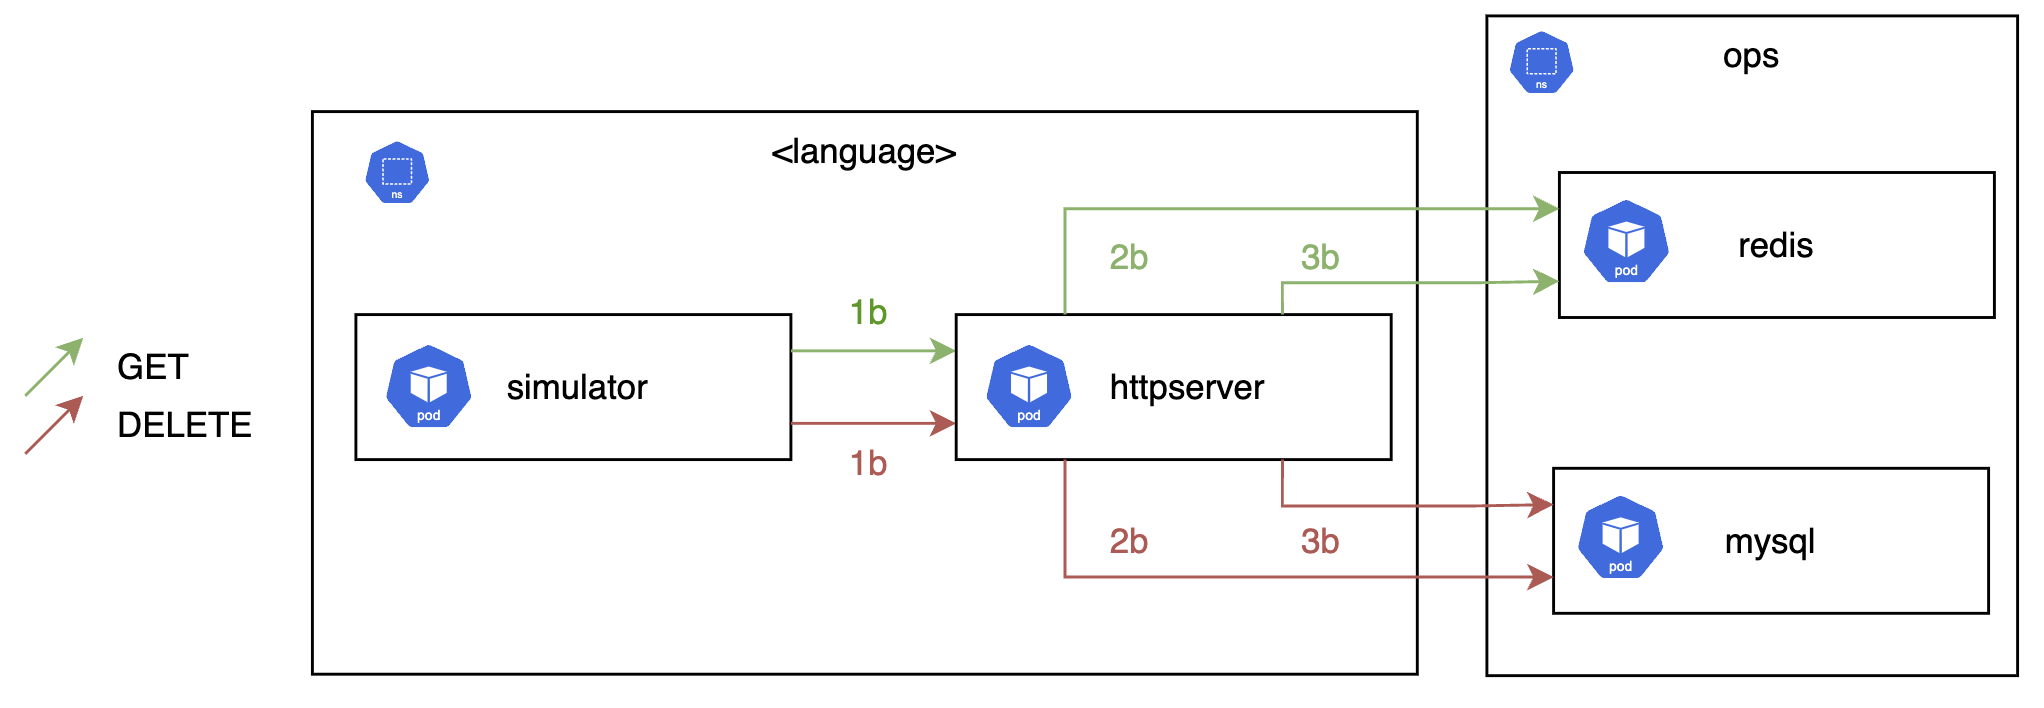 ops
ns
<language>
ns
redis
pod
2b
3b
1b
GET
DELETE
simulator
pod
httpserver
pod
1b
2b
3b
mysql
pod